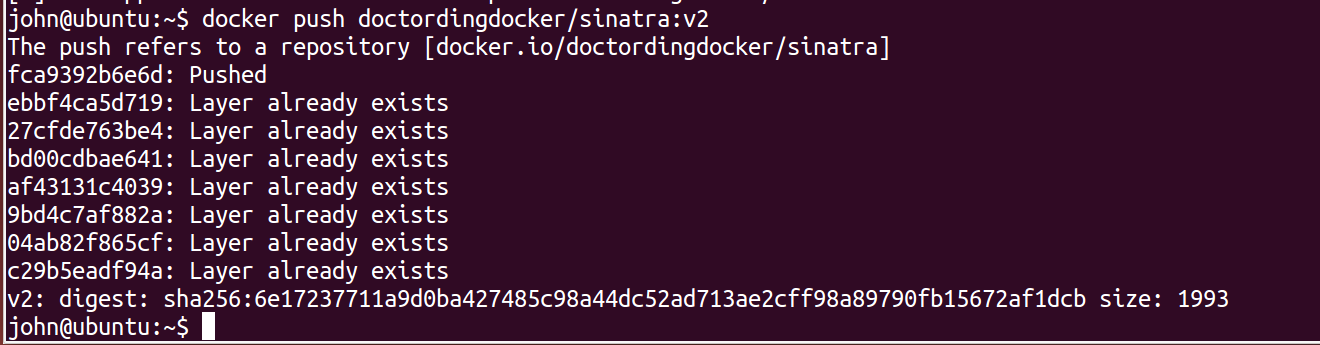 john@ubuntu:~$ docker push doctordingdocker/sinatra:v2
The push refers to a repository [docker.io/doctordingdocker/sinatra]
fca9392b6e6d: Pushed
ebbf4ca5d719: Layer already exists
27cfde763be4: Layer already exists
bd00cdbae641: Layer already exists
af43131c4039: Layer already exists
9bd4c7af882a: Layer already exists
04ab82f865cf: Layer already exists
c29b5eadf94a: Layer already exists
v2: digest: sha256:6e17237711a9d0ba427485c98a44dc52ad713ae2cff98a89790fb15672af1dcb size: 1993
john@ubuntu:~$